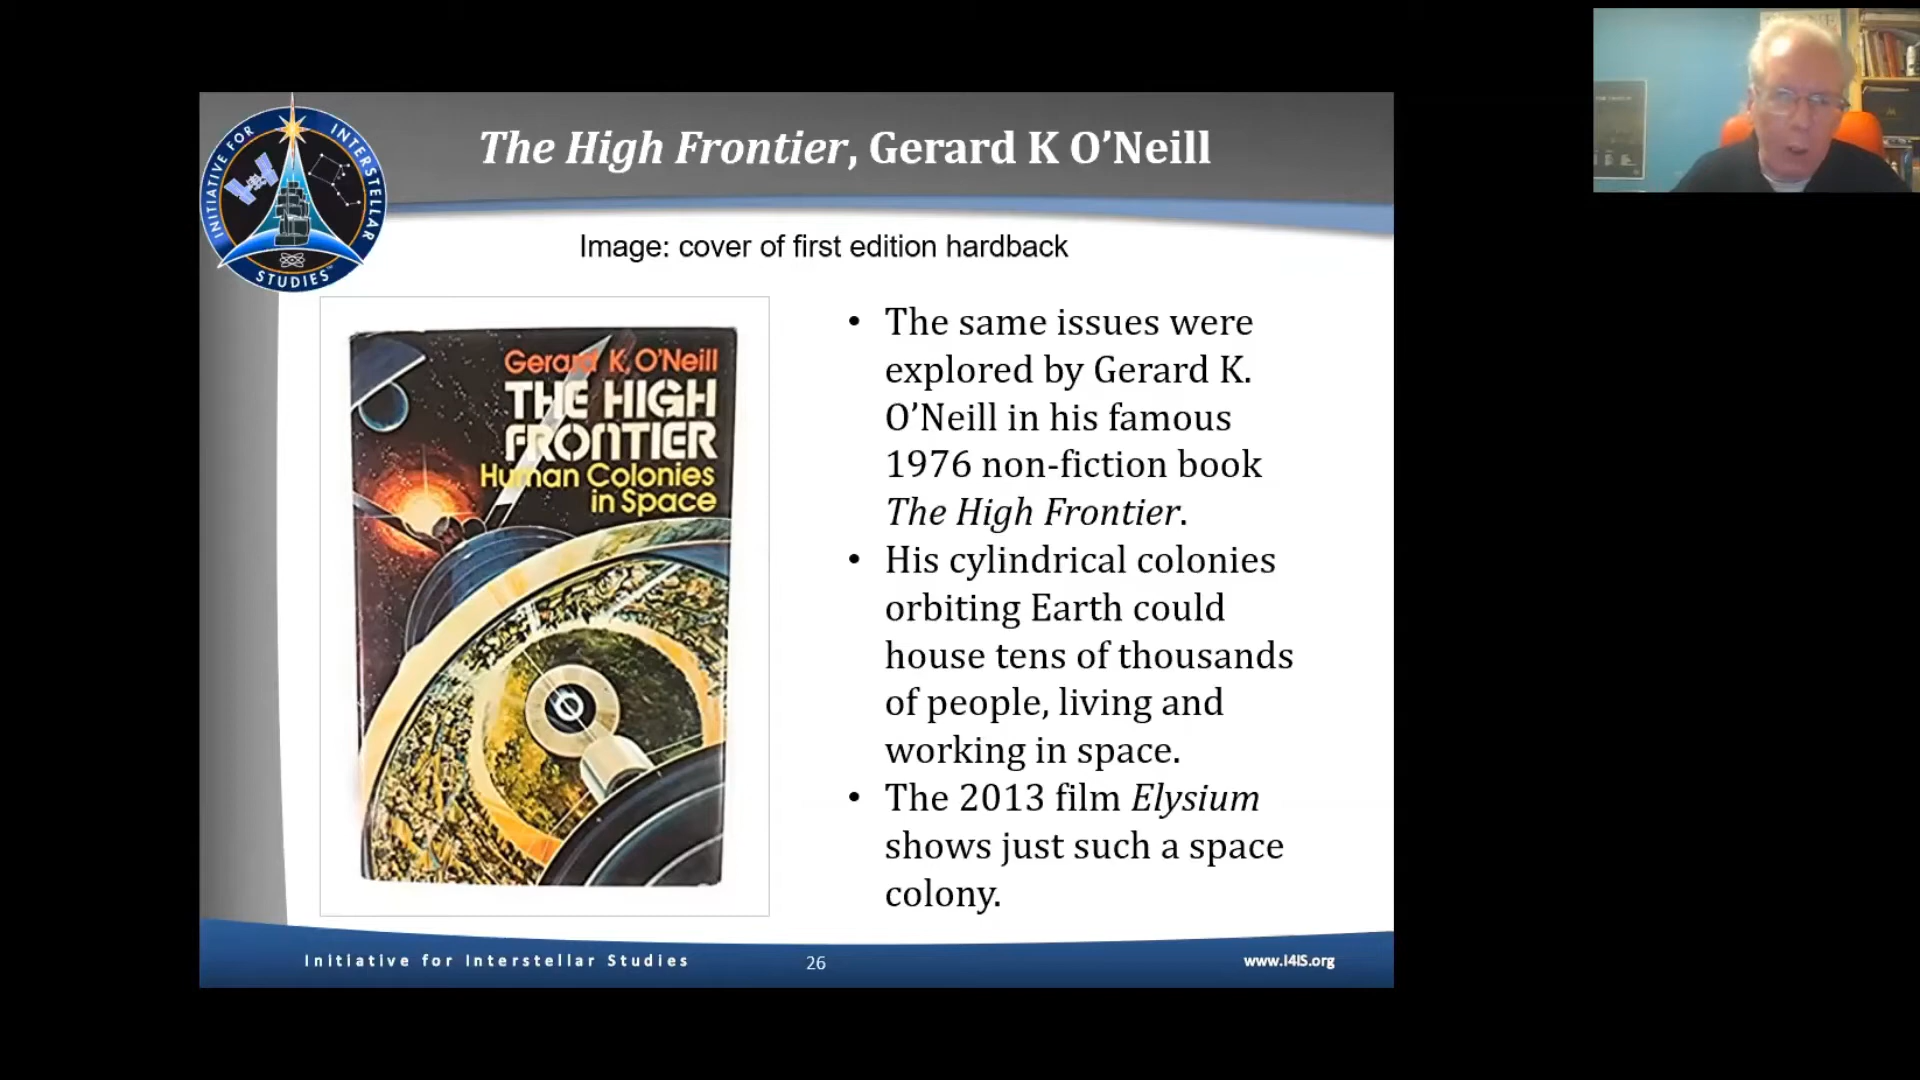 The High Frontier, Gerard K O’Neill
INITIATIVE FOR INTERSTELLAR
STUDIES™
Image: cover of first edition hardback
Gerard K. O'Neill
THE HIGH
FRONTIER
Human Colonies
in Space
• The same issues were
explored by Gerard K.
O’Neill in his famous
1976 non-fiction book
The High Frontier.
• His cylindrical colonies
orbiting Earth could
house tens of thousands
of people, living and
working in space.
• The 2013 film Elysium
shows just such a space
colony.
Initiative for Interstellar Studies
26
www.I4IS.org